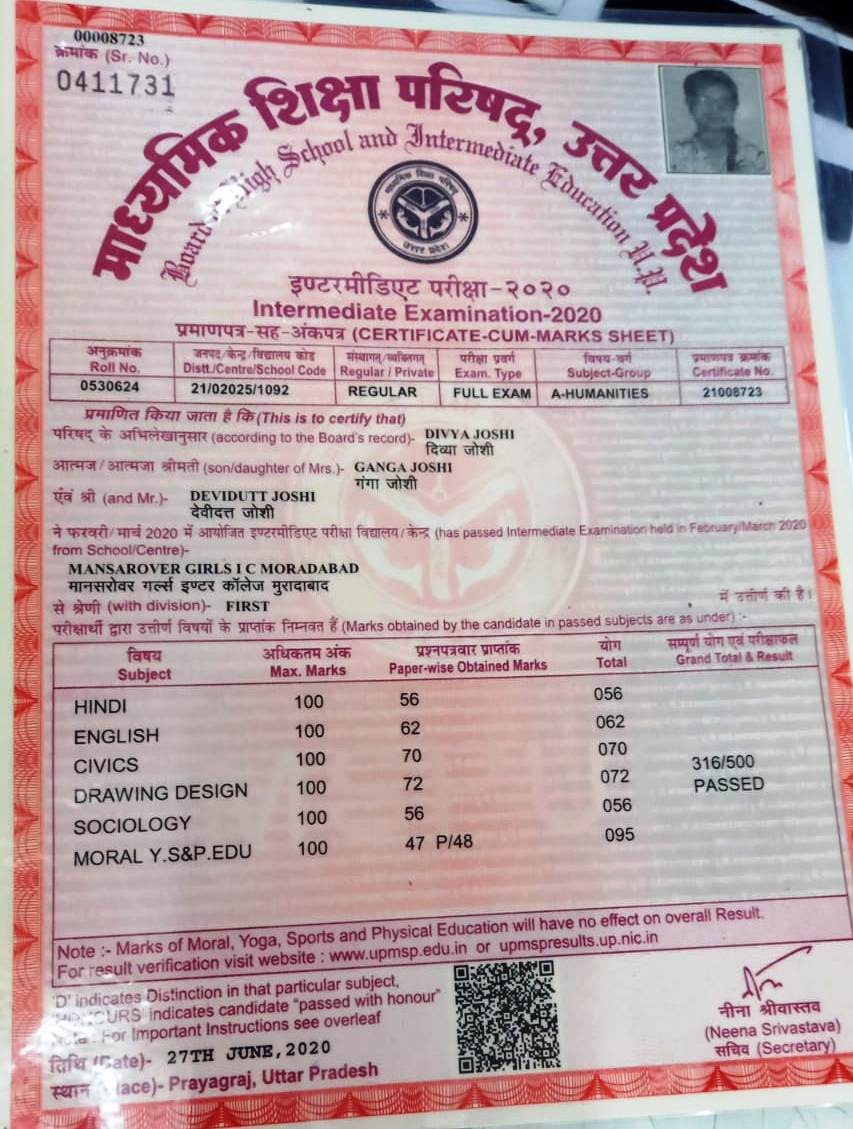 00008723
क्रमांक (Sr. No.)
0411731
माध्यमिक शिक्षा परिषद्, उत्तर प्रदेश
Board High School and Intermediate Education U.P.
माध्यमिक शिक्षा परिषद
उत्तर प्रदेश
इण्टरमीडिएट परीक्षा-२०२०
Intermediate Examination-2020
प्रमाणपत्र-सह-अंकपत्र (CERTIFICATE-CUM-MARKS SHEET)
अनुक्रमांक जनपद/केन्द्र/विद्यालय कोड संस्थागत/व्यक्तिगत परीक्षा प्रवर्ग विषय-वर्ग प्रमाणपत्र क्रमांक
Roll No. Distt./Centre/School Code Regular / Private Exam. Type Subject-Group Certificate No.
0530624 21/02025/1092 REGULAR FULL EXAM A-HUMANITIES 21008723
प्रमाणित किया जाता है कि (This is to certify that)
परिषद के अभिलेखानुसार (according to the Board's record)- DIVYA JOSHI
दिव्या जोशी
आत्मज/आत्मजा श्रीमती (son/daughter of Mrs.)- GANGA JOSHI
गंगा जोशी
एवं श्री (and Mr.)- DEVIDUTT JOSHI
देवीदत्त जोशी
ने फरवरी/मार्च 2020 में आयोजित इण्टरमीडिएट परीक्षा विद्यालय/केन्द्र (has passed Intermediate Examination held in February/March 2020
from School/Centre)-
MANSAROVER GIRLS I C MORADABAD
मानसरोवर गर्ल्स इण्टर कॉलेज मुरादाबाद
से श्रेणी (with division)- FIRST में उत्तीर्ण की है।
परीक्षार्थी द्वारा उत्तीर्ण विषयों के प्राप्तांक निम्नवत हैं (Marks obtained by the candidate in passed subjects are as under) :-
विषय अधिकतम अंक प्रश्नपत्रवार प्राप्तांक योग सम्पूर्ण योग एवं परीक्षाफल
Subject Max. Marks Paper-wise Obtained Marks Total Grand Total & Result
HINDI 100 56 056
ENGLISH 100 62 062
CIVICS 100 70 070 316/500
DRAWING DESIGN 100 72 072 PASSED
SOCIOLOGY 100 56 056
MORAL Y.S&P.EDU 100 47 P/48 095
Note :- Marks of Moral, Yoga, Sports and Physical Education will have no effect on overall Result.
For result verification visit website : www.upmsp.edu.in or upmspresults.up.nic.in
'D' indicates Distinction in that particular subject,
indicates candidate "passed with honour"
For Important Instructions see overleaf
तिथि 27TH JUNE, 2020
स्थान Prayagraj, Uttar Pradesh
नीना श्रीवास्तव
(Neena Srivastava)
सचिव (Secretary)